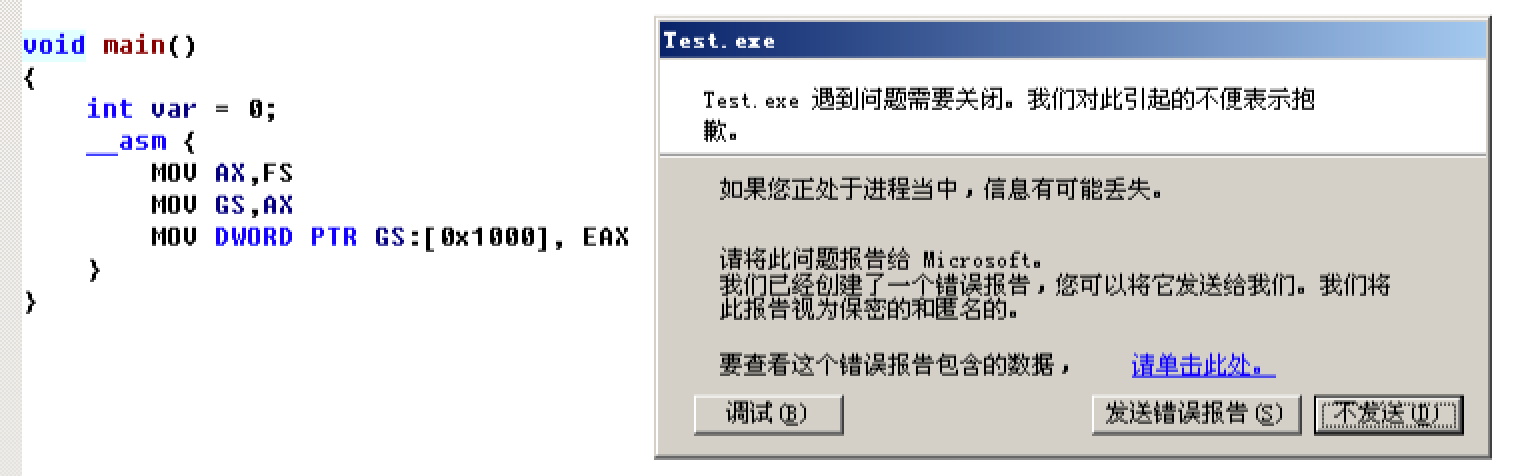 void main()
{
    int var = 0;
    __asm {
        MOV AX,FS
        MOV GS,AX
        MOV DWORD PTR GS:[0x1000], EAX
    }
}
Test.exe
Test.exe 遇到问题需要关闭。我们对此引起的不便表示抱
歉。
如果您正处于进程当中，信息有可能丢失。
请将此问题报告给 Microsoft。
我们已经创建了一个错误报告，您可以将它发送给我们。我们将
此报告视为保密的和匿名的。
要查看这个错误报告包含的数据， 请单击此处。
调试(B) 发送错误报告(S) 不发送(D)